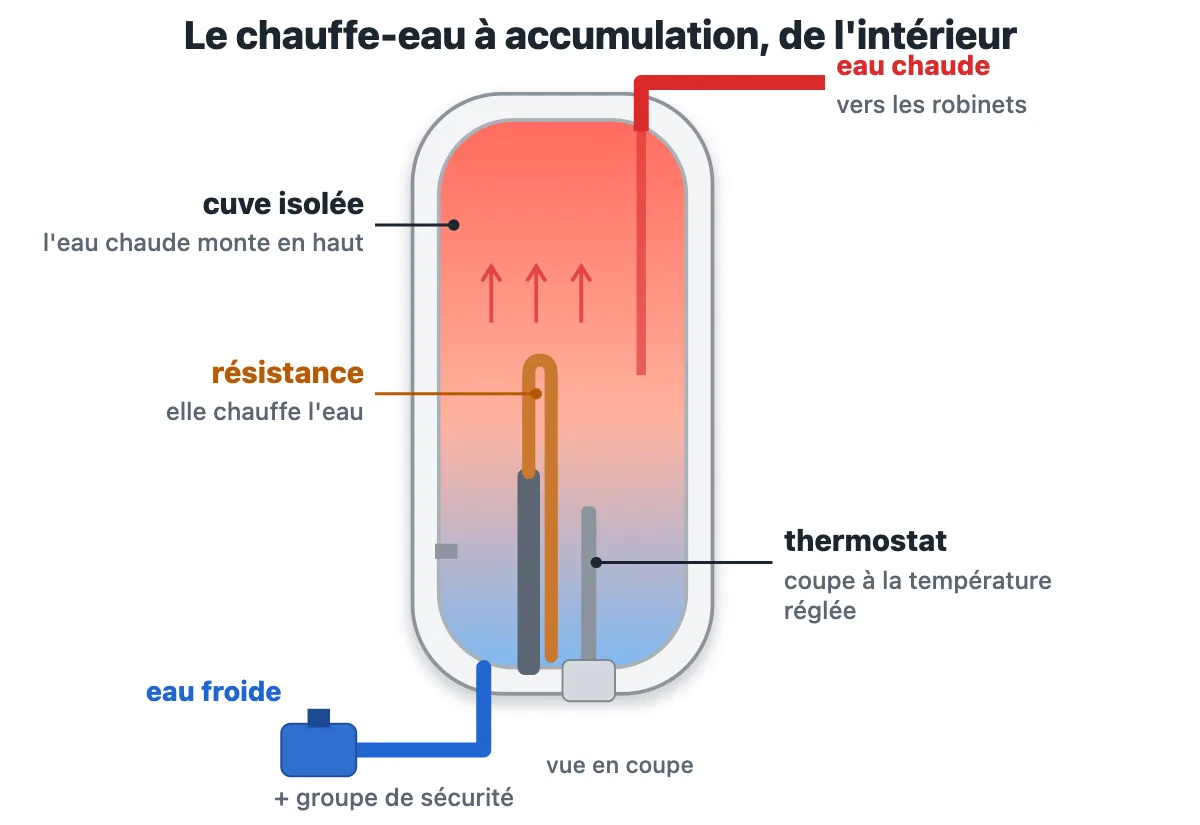 Le chauffe-eau à accumulation, de l'intérieur
eau chaude
vers les robinets
cuve isolée
l'eau chaude monte en haut
résistance
elle chauffe l'eau
thermostat
coupe à la température
réglée
eau froide
vue en coupe
+ groupe de sécurité